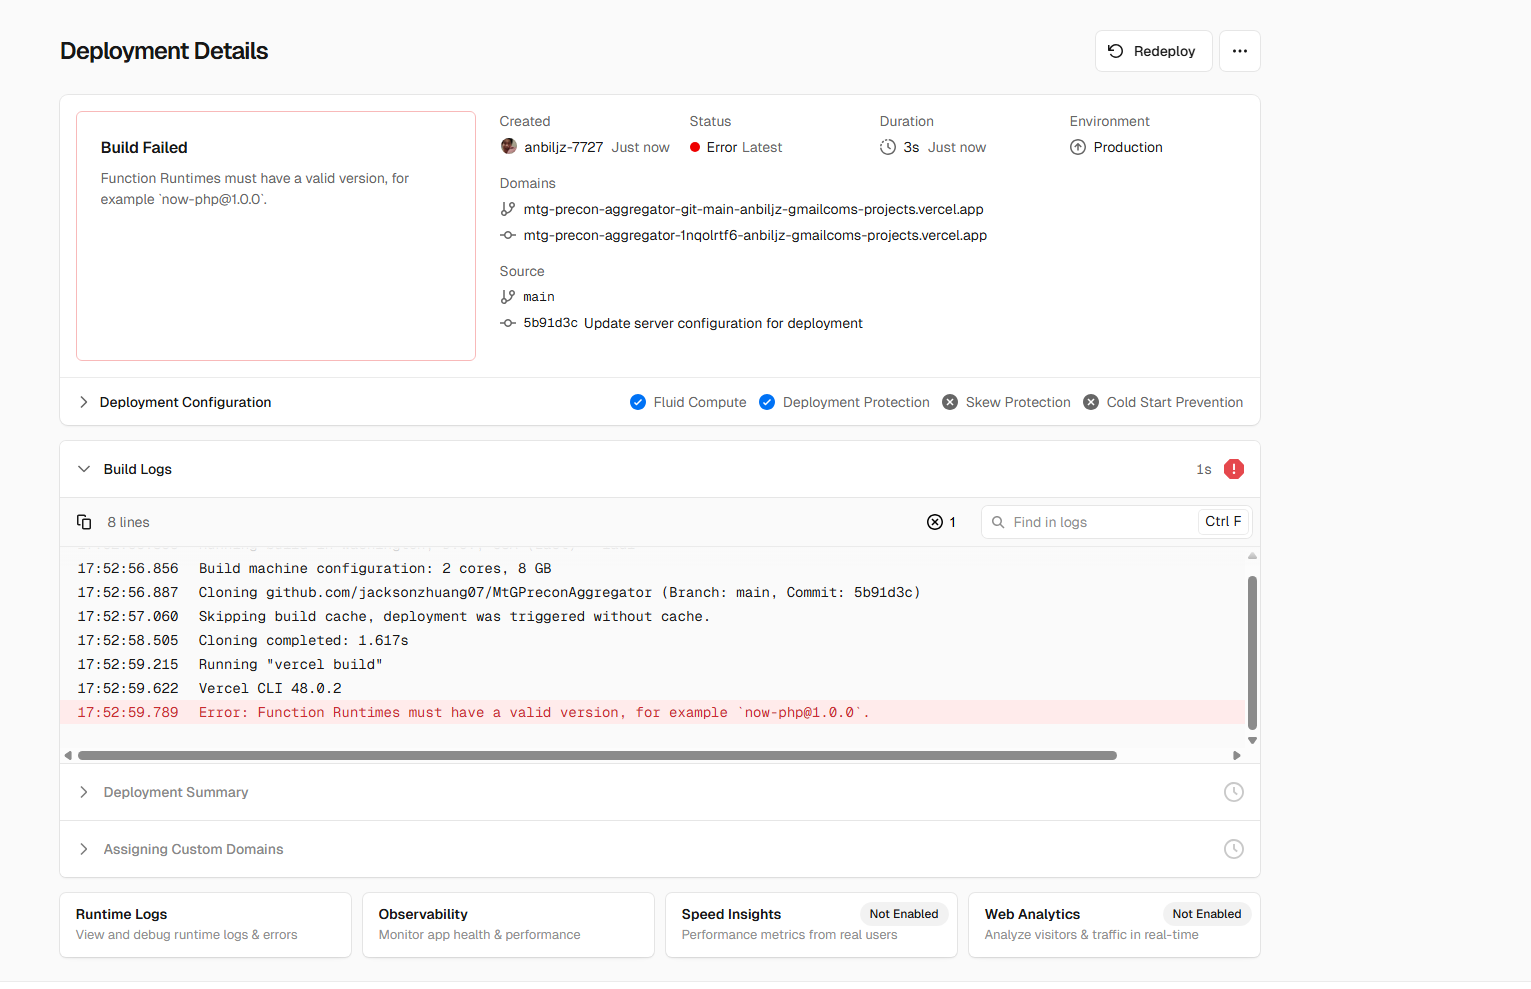 Deployment Details
Redeploy
Build Failed
Function Runtimes must have a valid version, for
example `now-php@1.0.0`.
Created
anbiljz-7727 Just now
Status
Error Latest
Duration
3s Just now
Environment
Production
Domains
mtg-precon-aggregator-git-main-anbiljz-gmailcoms-projects.vercel.app
mtg-precon-aggregator-1nqolrtf6-anbiljz-gmailcoms-projects.vercel.app
Source
main
5b91d3c Update server configuration for deployment
Deployment Configuration
Fluid Compute
Deployment Protection
Skew Protection
Cold Start Prevention
Build Logs
1s
8 lines
1
Find in logs
Ctrl F
17:52:56.856 Build machine configuration: 2 cores, 8 GB
17:52:56.887 Cloning github.com/jacksonzhuang07/MtGPreconAggregator (Branch: main, Commit: 5b91d3c)
17:52:57.060 Skipping build cache, deployment was triggered without cache.
17:52:58.505 Cloning completed: 1.617s
17:52:59.215 Running "vercel build"
17:52:59.622 Vercel CLI 48.0.2
17:52:59.789 Error: Function Runtimes must have a valid version, for example `now-php@1.0.0`.
Deployment Summary
Assigning Custom Domains
Runtime Logs
View and debug runtime logs & errors
Observability
Monitor app health & performance
Speed Insights
Not Enabled
Performance metrics from real users
Web Analytics
Not Enabled
Analyze visitors & traffic in real-time